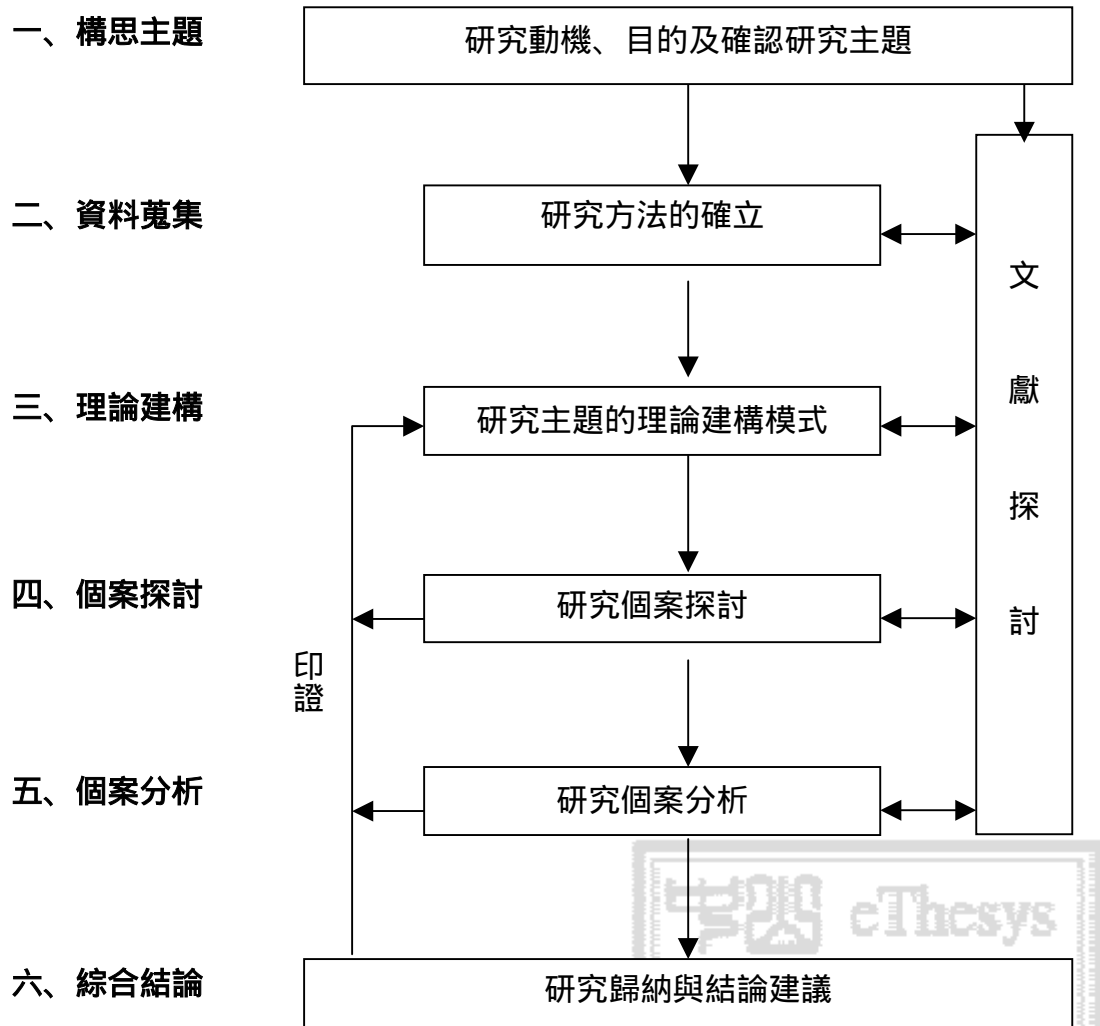 一、構思主題
研究動機、目的及確認研究主題
二、資料蒐集
研究方法的確立
文獻探討
三、理論建構
研究主題的理論建構模式
四、個案探討
研究個案探討
印證
五、個案分析
研究個案分析
eThesys
六、綜合結論
研究歸納與結論建議